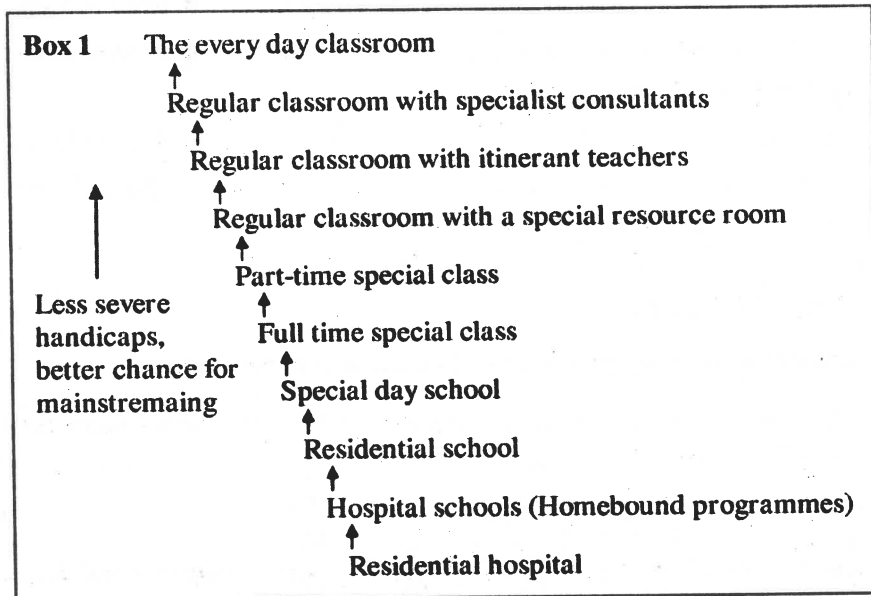 Box 1 The every day classroom
Regular classroom with specialist consultants
Regular classroom with itinerant teachers
Regular classroom with a special resource room
Part-time special class
Less severe
handicaps,
better chance for
mainstremaing
Full time special class
Special day school
Residential school
Hospital schools (Homebound programmes)
Residential hospital